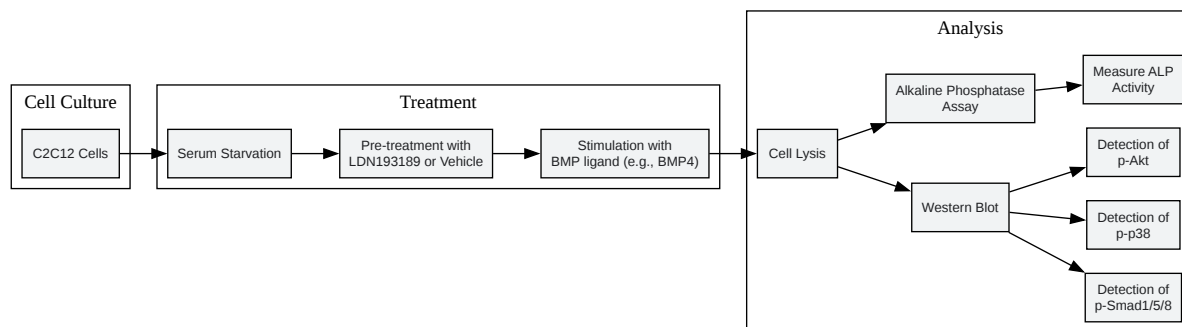 Cell Culture
C2C12 Cells
Treatment
Serum Starvation
Pre-treatment with
LDN193189 or Vehicle
Stimulation with
BMP ligand (e.g., BMP4)
Analysis
Cell Lysis
Alkaline Phosphatase
Assay
Measure ALP
Activity
Western Blot
Detection of
p-Akt
Detection of
p-p38
Detection of
p-Smad1/5/8